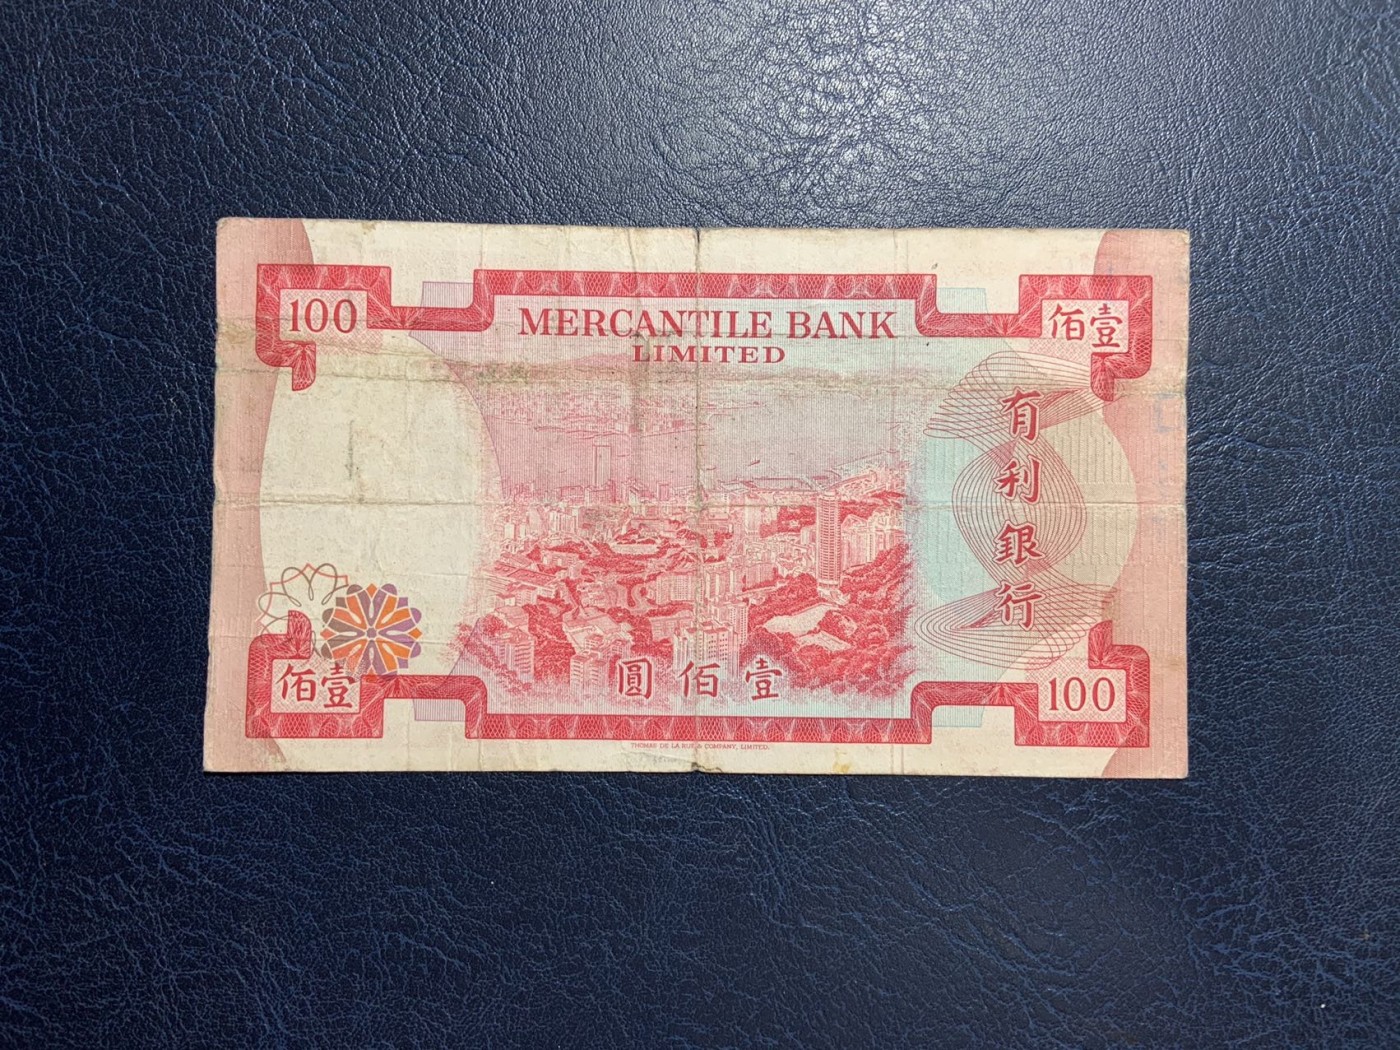 100
MERCANTILE BANK
LIMITED
佰壹
有利銀行
佰壹
圓佰壹
100
THOMAS DE LA RUE & COMPANY, LIMITED.